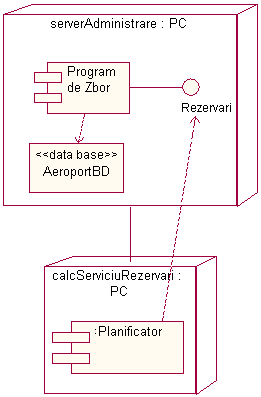 serverAdministrare : PC
Program
de Zbor
Rezervari
<<data base>>
AeroportBD
calcServiciuRezervari :
PC
:Planificator